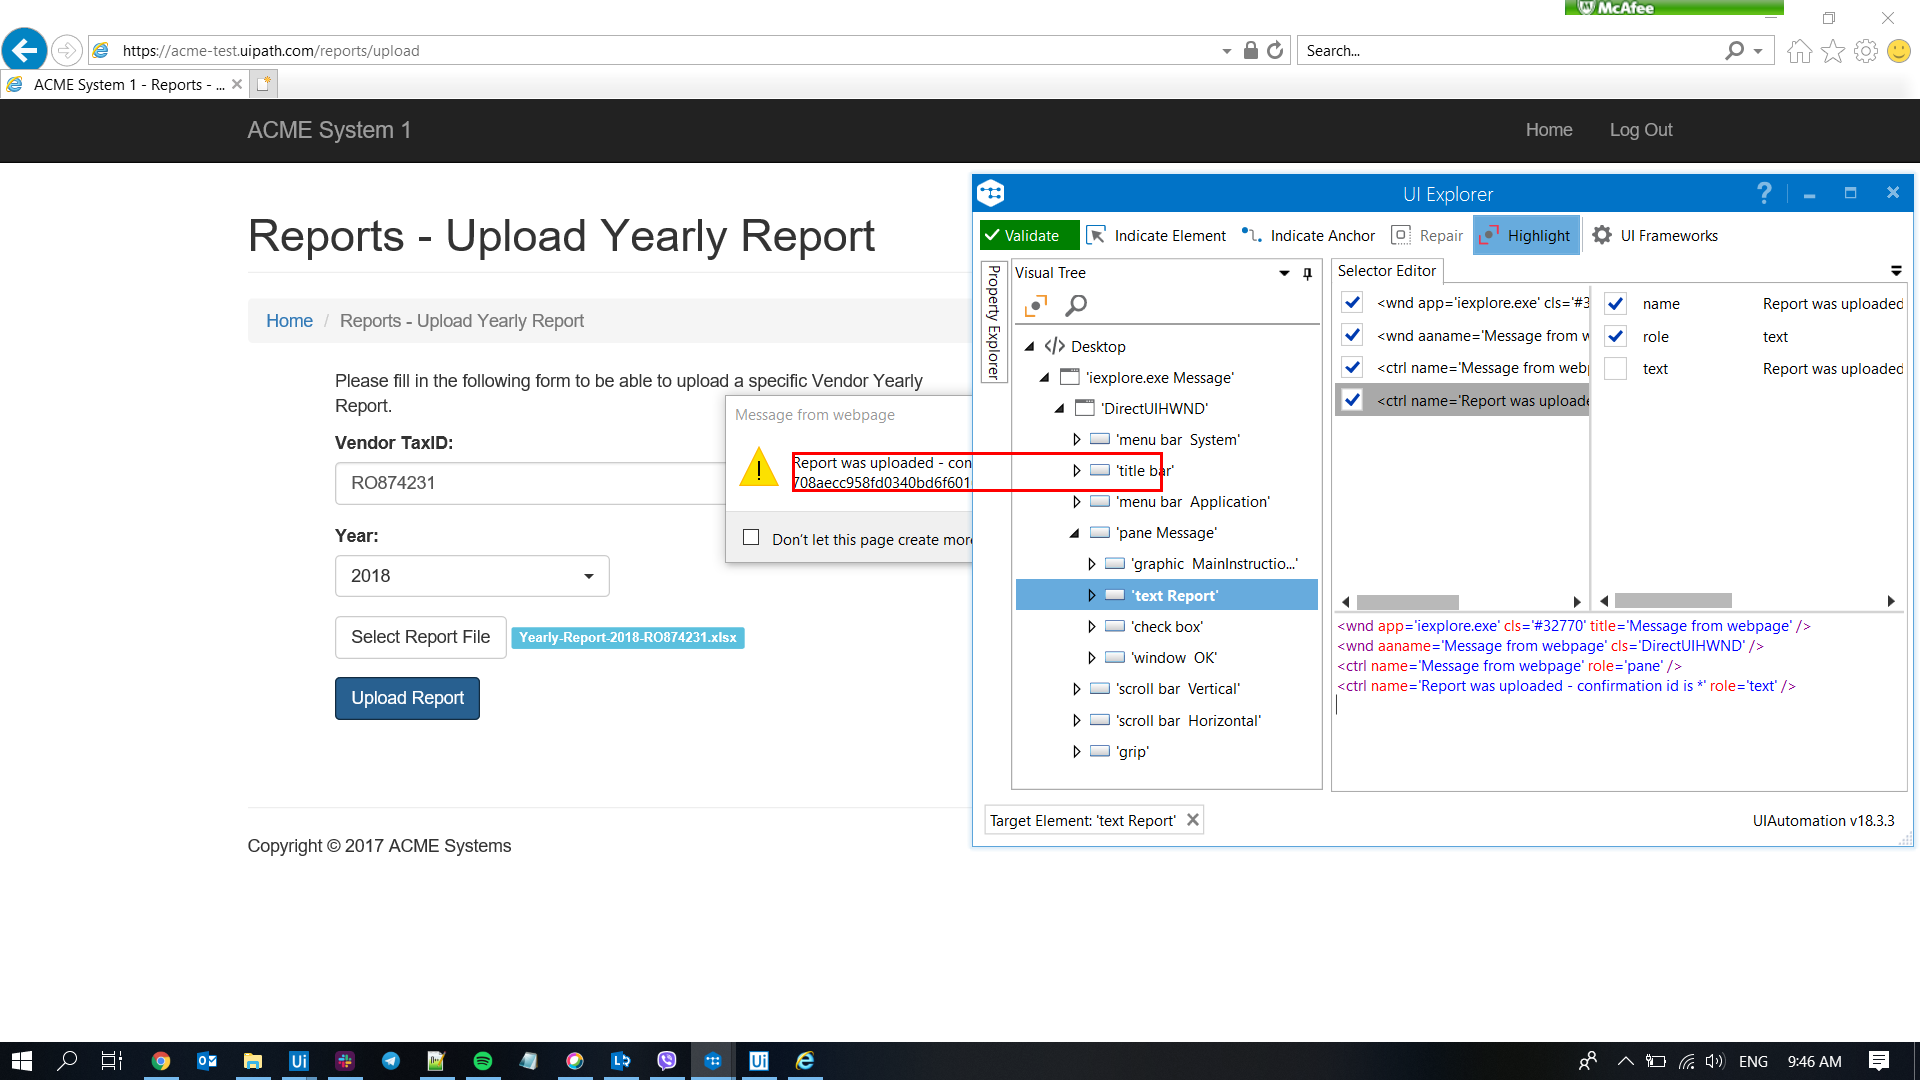 McAfee
https://acme-test.uipath.com/reports/upload
Search...
ACME System 1 - Reports - ...
ACME System 1
Home
Log Out
Reports - Upload Yearly Report
Home / Reports - Upload Yearly Report
Please fill in the following form to be able to upload a specific Vendor Yearly
Report.
Vendor TaxID:
RO874231
Year:
2018
Select Report File
Yearly-Report-2018-RO874231.xlsx
Upload Report
Copyright © 2017 ACME Systems
Message from webpage
Report was uploaded - con
708aecc958fd0340bd6f601
Don't let this page create more
UI Explorer
Validate
Indicate Element
Indicate Anchor
Repair
Highlight
UI Frameworks
Property Explorer
Visual Tree
Desktop
'iexplore.exe Message'
'DirectUIHWND'
'menu bar System'
'title bar'
'menu bar Application'
'pane Message'
'graphic MainInstructio...'
'text Report'
'check box'
'window OK'
'scroll bar Vertical'
'scroll bar Horizontal'
'grip'
Selector Editor
<wnd app='iexplore.exe' cls='#3
<wnd aaname='Message from w
<ctrl name='Message from web
<ctrl name='Report was uploade
name Report was uploaded
role text
text Report was uploaded
<wnd app='iexplore.exe' cls='#32770' title='Message from webpage' />
<wnd aaname='Message from webpage' cls='DirectUIHWND' />
<ctrl name='Message from webpage' role='pane' />
<ctrl name='Report was uploaded - confirmation id is *' role='text' />
Target Element: 'text Report'
UIAutomation v18.3.3
ENG
9:46 AM